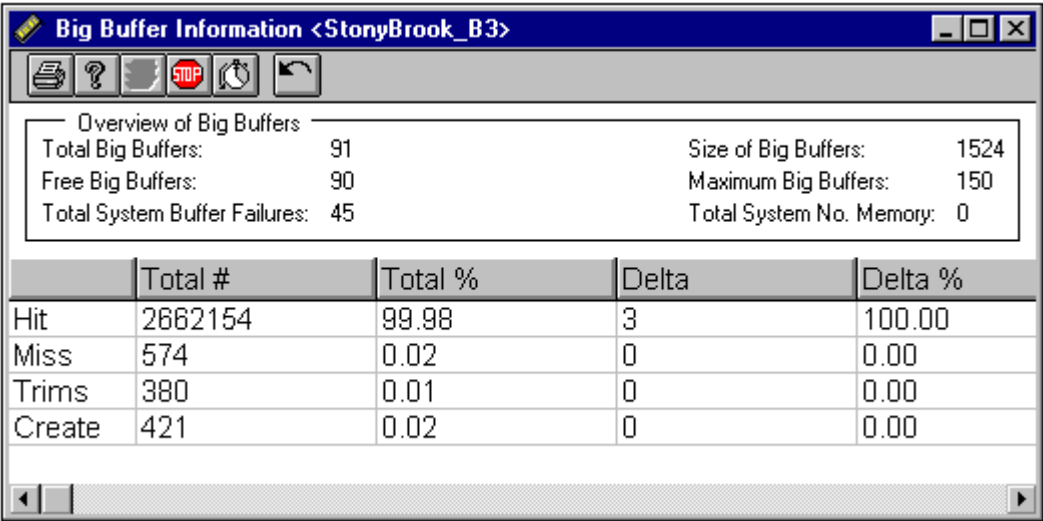 Big Buffer Information <StonyBrook_B3>
STOP
Overview of Big Buffers
Total Big Buffers: 91 Size of Big Buffers: 1524
Free Big Buffers: 90 Maximum Big Buffers: 150
Total System Buffer Failures: 45 Total System No. Memory: 0
Total # Total % Delta Delta %
Hit 2662154 99.98 3 100.00
Miss 574 0.02 0 0.00
Trims 380 0.01 0 0.00
Create 421 0.02 0 0.00